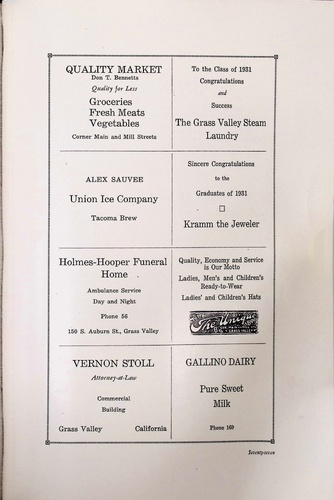 QUALITY MARKET
Don T. Bennetts
Quality for Less
Groceries
Fresh Meats
Vegetables
Corner Main and Mill Streets
To the Class of 1931
Congratulations
and
Success
The Grass Valley Steam
Laundry
ALEX SAUVEE
Union Ice Company
Tacoma Brew
Sincere Congratulations
to the
Graduates of 1931
Kramm the Jeweler
Holmes-Hooper Funeral
Home
Ambulance Service
Day and Night
Phone 56
150 S. Auburn St., Grass Valley
Quality, Economy and Service
is Our Motto
Ladies, Men's and Children's
Ready-to-Wear
Ladies' and Children's Hats
The Unique
GRASS VALLEY
VERNON STOLL
Attorney-at-Law
Commercial
Building
Grass Valley California
GALLINO DAIRY
Pure Sweet
Milk
Phone 169
Seventy-seven